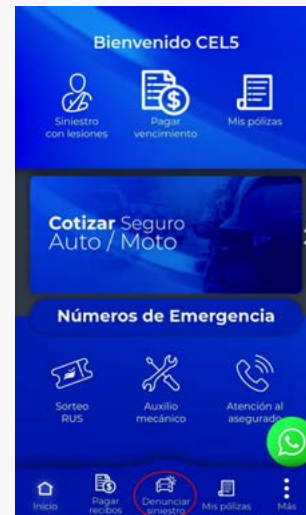 Bienvenido CEL5
Siniestro
con lesiones
Pagar
vencimiento
Mis pólizas
Cotizar Seguro
Auto / Moto
Números de Emergencia
Sorteo
RUS
Auxilio
mecánico
Atención al
asegurado
Inicio
Pagar
recibos
Denunciar
siniestro
Mis pólizas
Más